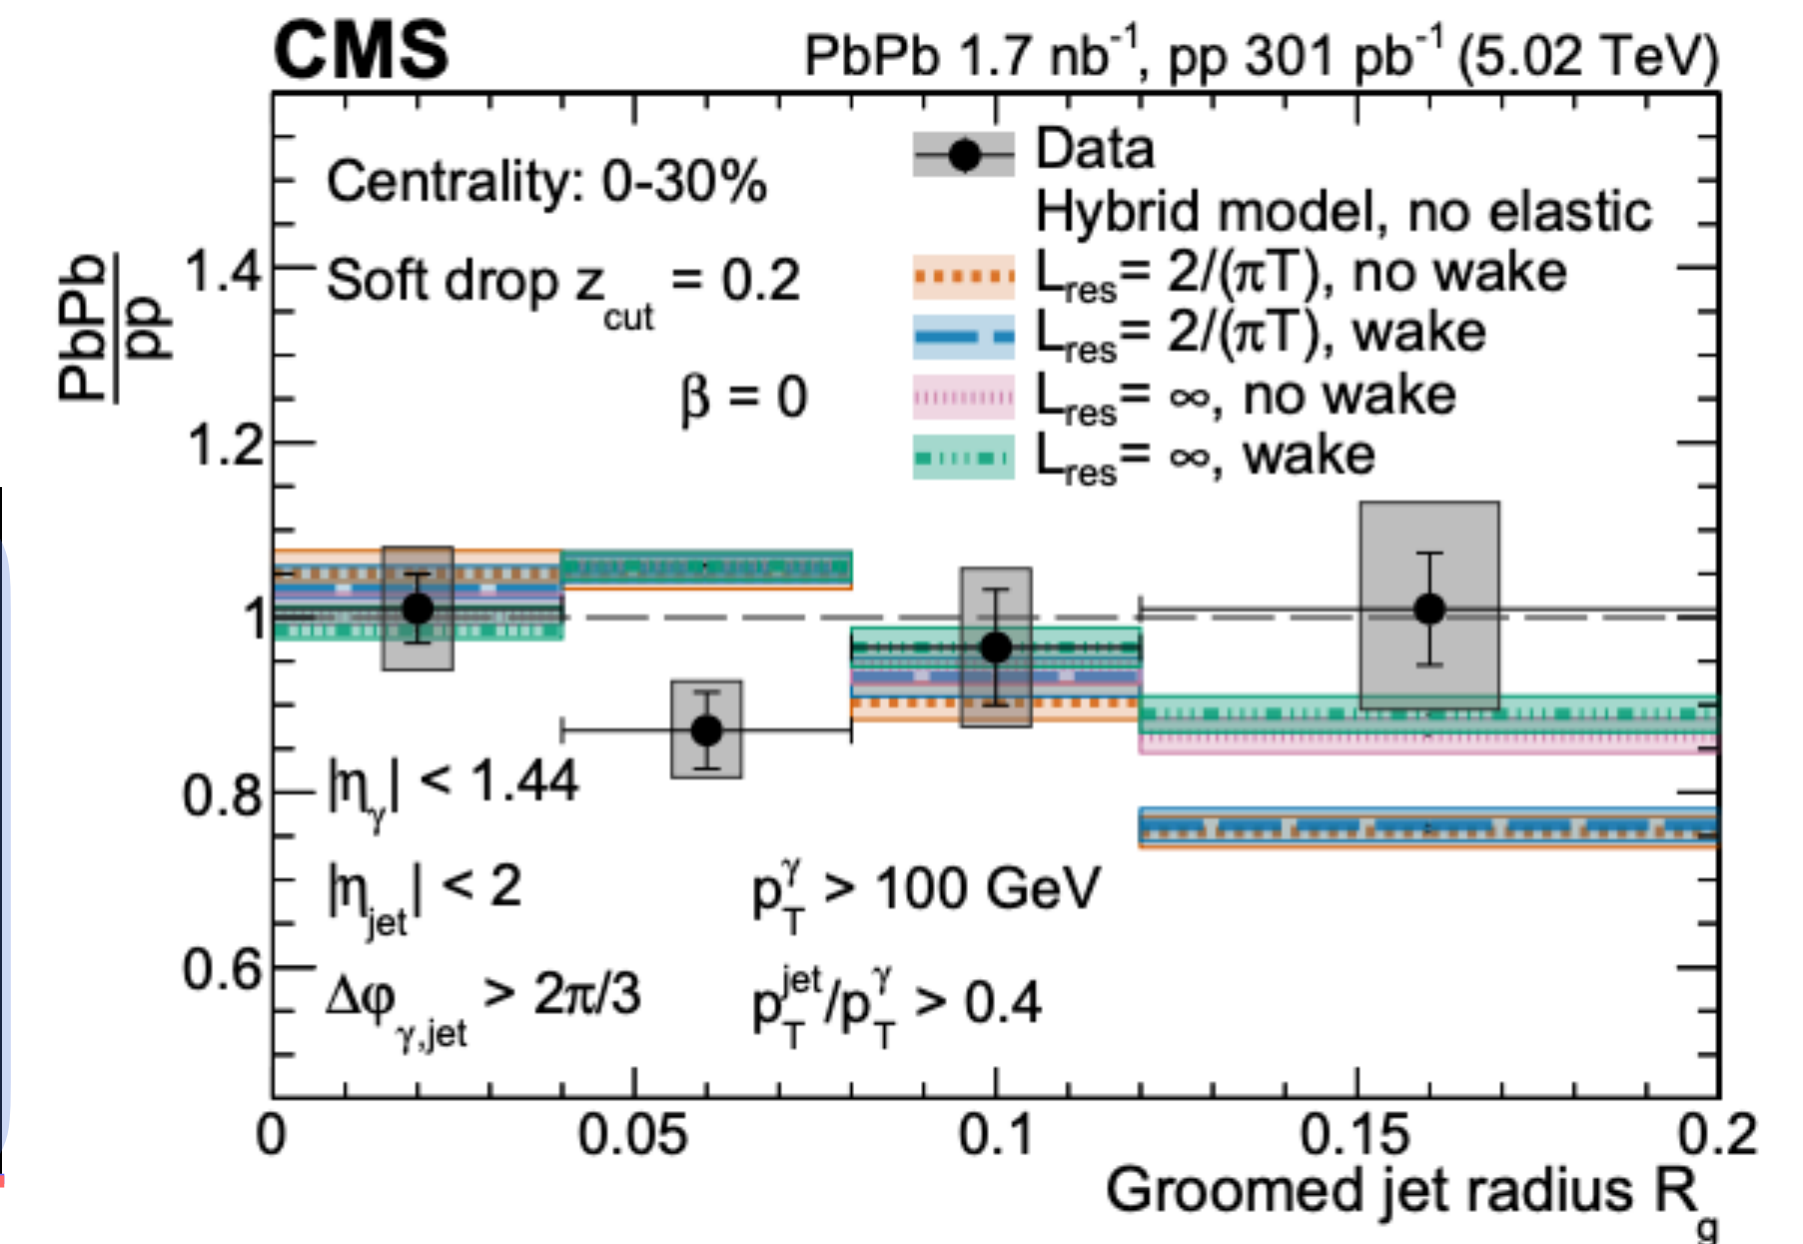 CMS
PbPb 1.7 nb⁻¹, pp 301 pb⁻¹ (5.02 TeV)
Centrality: 0-30%
Soft drop z_cut = 0.2
β = 0
Data
Hybrid model, no elastic
L_res = 2/(πT), no wake
L_res = 2/(πT), wake
L_res = ∞, no wake
L_res = ∞, wake
PbPb
pp
1.4
1.2
1
0.8
0.6
|η_γ| < 1.44
|η_jet| < 2
Δφ_γ,jet > 2π/3
p_T^γ > 100 GeV
p_T^jet/p_T^γ > 0.4
0 0.05 0.1 0.15 0.2
Groomed jet radius R_g